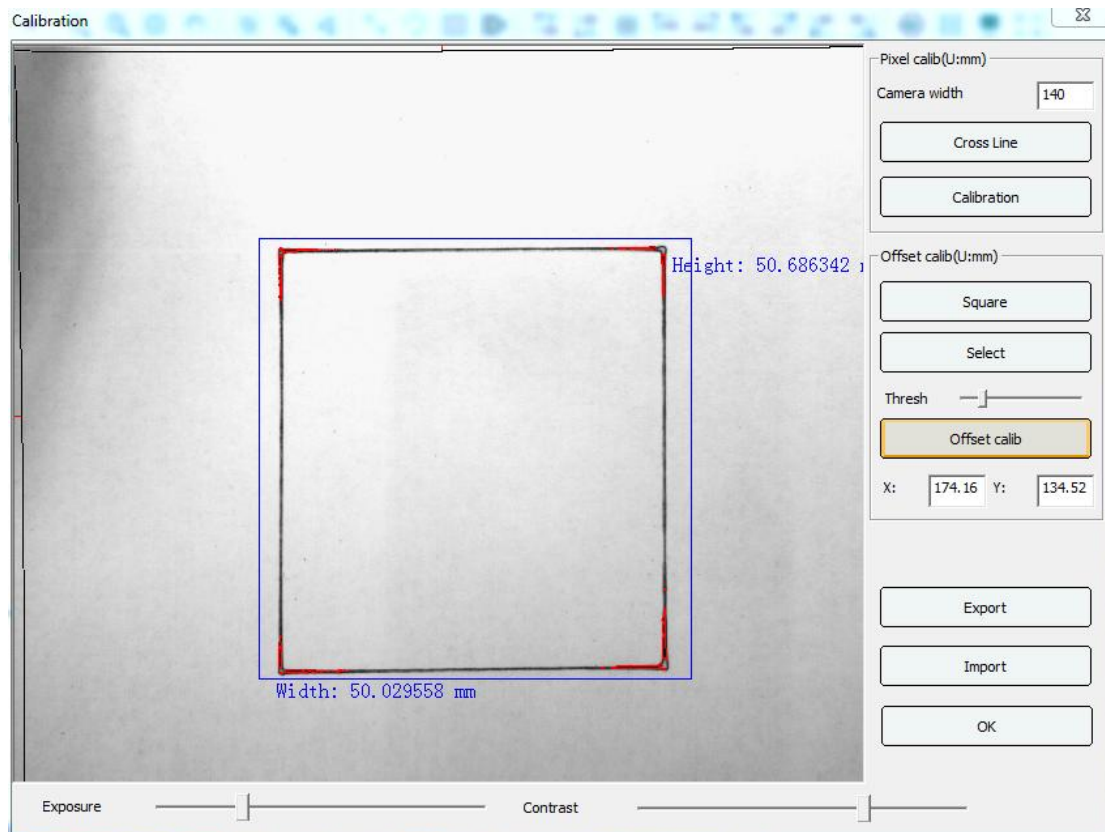 Calibration
Height: 50.686342
Width: 50.029558 mm
Exposure
Contrast
Pixel calib(U:mm)
Camera width 140
Cross Line
Calibration
Offset calib(U:mm)
Square
Select
Thresh
Offset calib
X: 174.16 Y: 134.52
Export
Import
OK